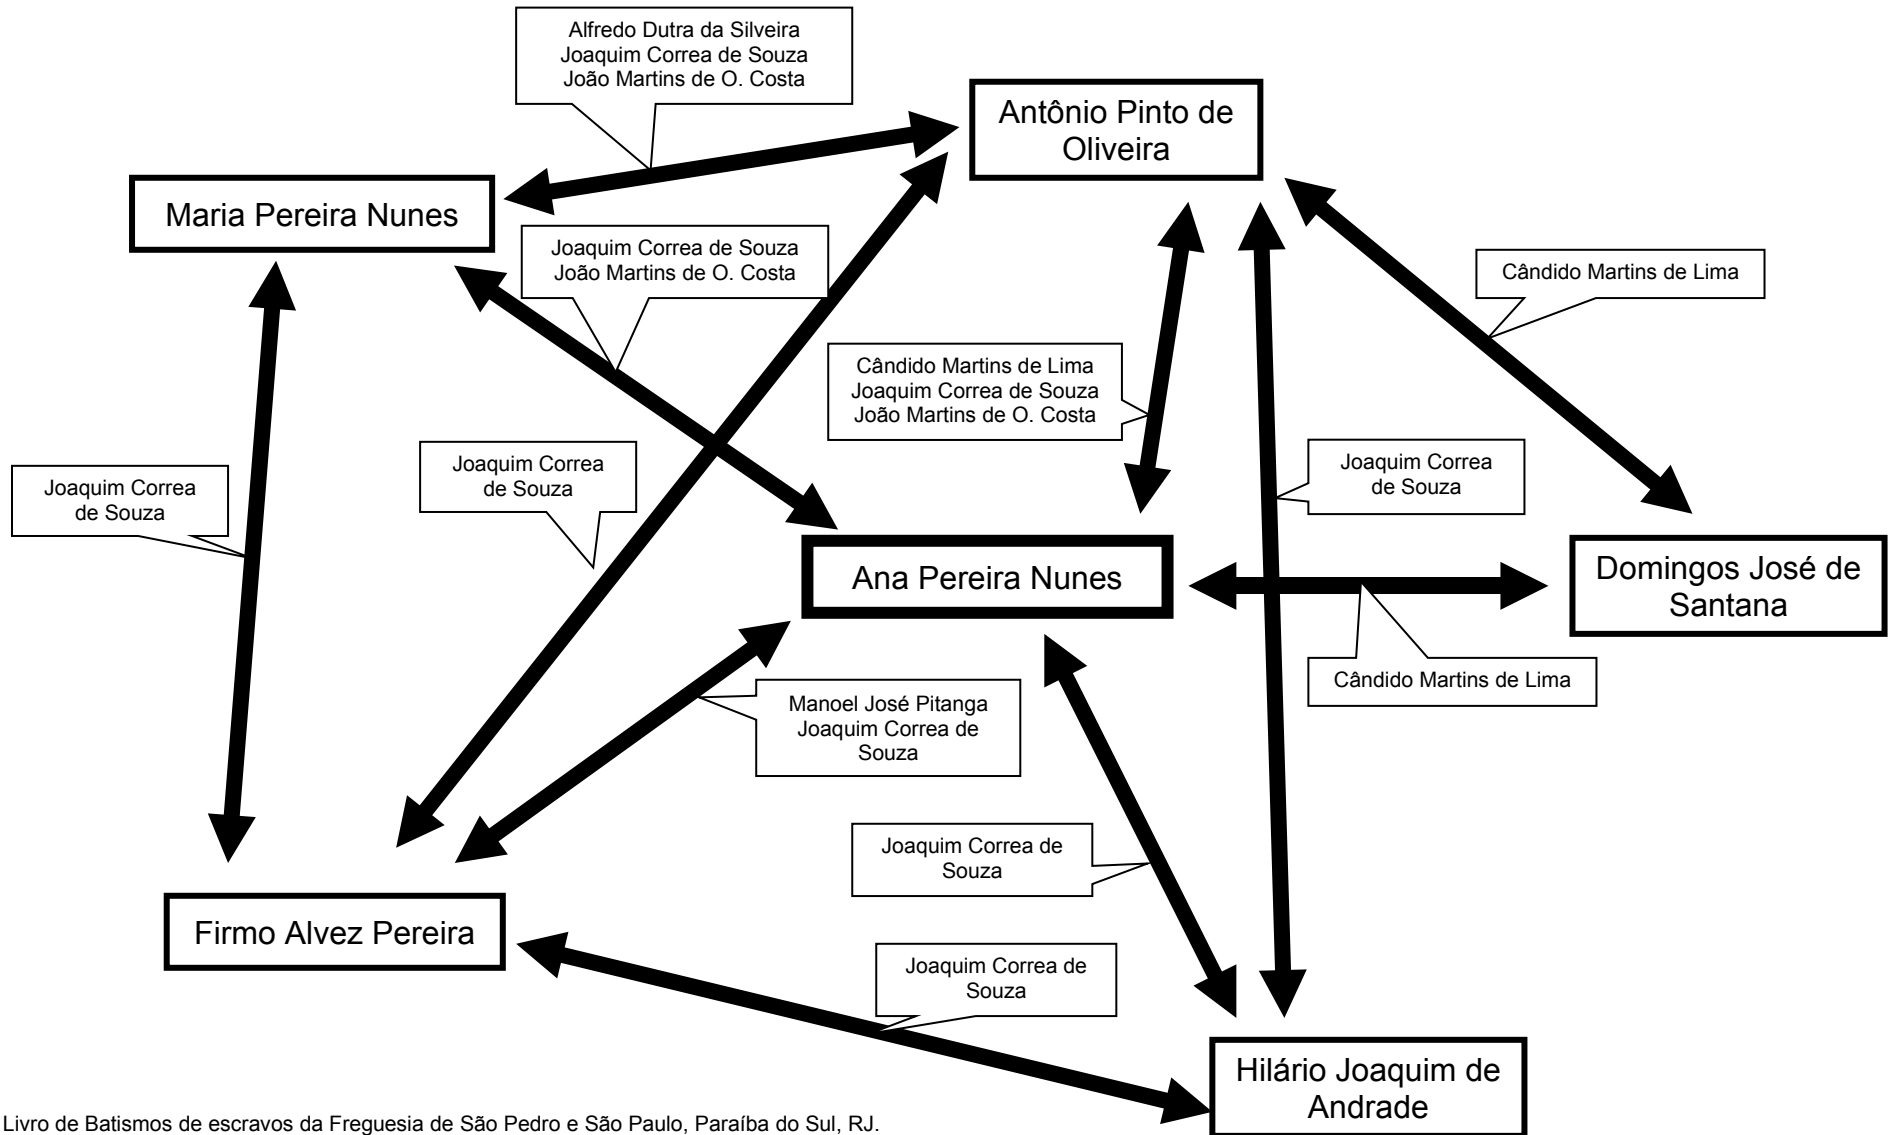 Alfredo Dutra da Silveira
Joaquim Correa de Souza
João Martins de O. Costa
Antônio Pinto de
Oliveira
Maria Pereira Nunes
Joaquim Correa de Souza
João Martins de O. Costa
Cândido Martins de Lima
Cândido Martins de Lima
Joaquim Correa de Souza
João Martins de O. Costa
Joaquim Correa
de Souza
Joaquim Correa
de Souza
Joaquim Correa
de Souza
Ana Pereira Nunes
Domingos José de
Santana
Cândido Martins de Lima
Manoel José Pitanga
Joaquim Correa de
Souza
Joaquim Correa de
Souza
Firmo Alvez Pereira
Joaquim Correa de
Souza
Hilário Joaquim de
Andrade
Livro de Batismos de escravos da Freguesia de São Pedro e São Paulo, Paraíba do Sul, RJ.